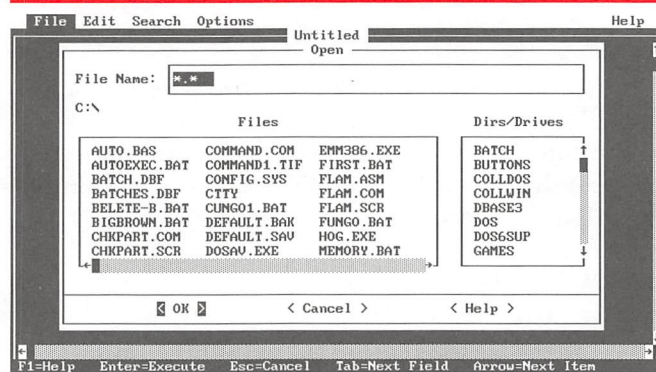 File Edit Search Options Help
Untitled
Open
File Name: *.*
C:\
Files Dirs/Drives
AUTO.BAS COMMAND.COM EMM386.EXE BATCH
AUTOEXEC.BAT COMMAND1.TIF FIRST.BAT BUTTONS
BATCH.DBF CONFIG.SYS FLAM.ASM COLLDOS
BATCHES.DBF CTTY FLAM.COM COLLWIN
BELETE-B.BAT CUNGO1.BAT FLAM.SCR DBASE3
BIGBROWN.BAT DEFAULT.BAK FUNGO.BAT DOS
CHKPART.COM DEFAULT.SAV HOG.EXE DOS6SUP
CHKPART.SCR DOSAV.EXE MEMORY.BAT GAMES
< OK > < Cancel > < Help >
F1=Help Enter=Execute Esc=Cancel Tab=Next Field Arrow=Next Item